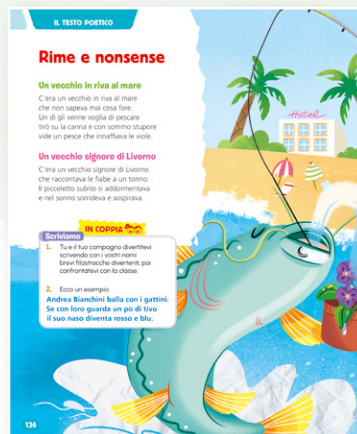 IL TESTO POETICO
Rime e nonsense
Un vecchio in riva al mare
C'era un vecchio in riva al mare
che non sapeva mai cosa fare.
Un dì gli venne voglia di pescare
tirò su la canna e con sommo stupore
vide un pesce che innaffiava le viole.
Un vecchio signore di Livorno
C'era un vecchio signore di Livorno
che raccontava le fiabe a un tonno.
Il piccoletto subito si addormentava
e nel sonno sorrideva e sospirava.
IN COPPIA
Scriviamo
1. Tu e il tuo compagno divertitevi
scrivendo con i vostri nomi
brevi filastrocche divertenti; poi
confrontatevi con la classe.
2. Ecco un esempio.
Andrea Bianchini balla con i gattini.
Se con loro guarda un po di tivù
il suo naso diventa rosso e blu.
Hotel
136